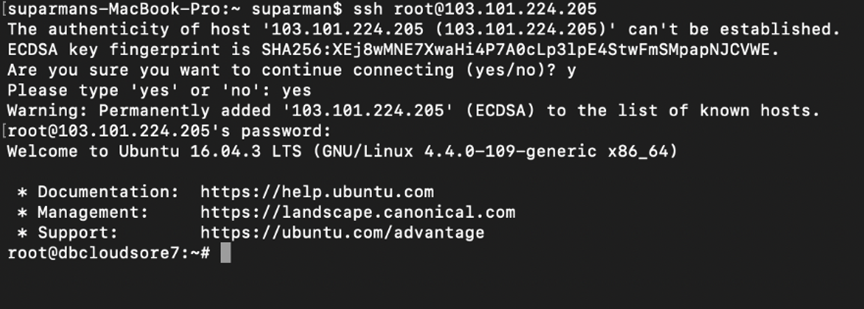 [suparmans-MacBook-Pro:~ suparman$ ssh root@103.101.224.205
The authenticity of host '103.101.224.205 (103.101.224.205)' can't be established.
ECDSA key fingerprint is SHA256:XEj8wMNE7XwaHi4P7A0cLp3lpE4StwFmSMpapNJCVWE.
Are you sure you want to continue connecting (yes/no)? y
Please type 'yes' or 'no': yes
Warning: Permanently added '103.101.224.205' (ECDSA) to the list of known hosts.
[root@103.101.224.205's password:
Welcome to Ubuntu 16.04.3 LTS (GNU/Linux 4.4.0-109-generic x86_64)
* Documentation: https://help.ubuntu.com
* Management: https://landscape.canonical.com
* Support: https://ubuntu.com/advantage
root@dbcloudsore7:~#